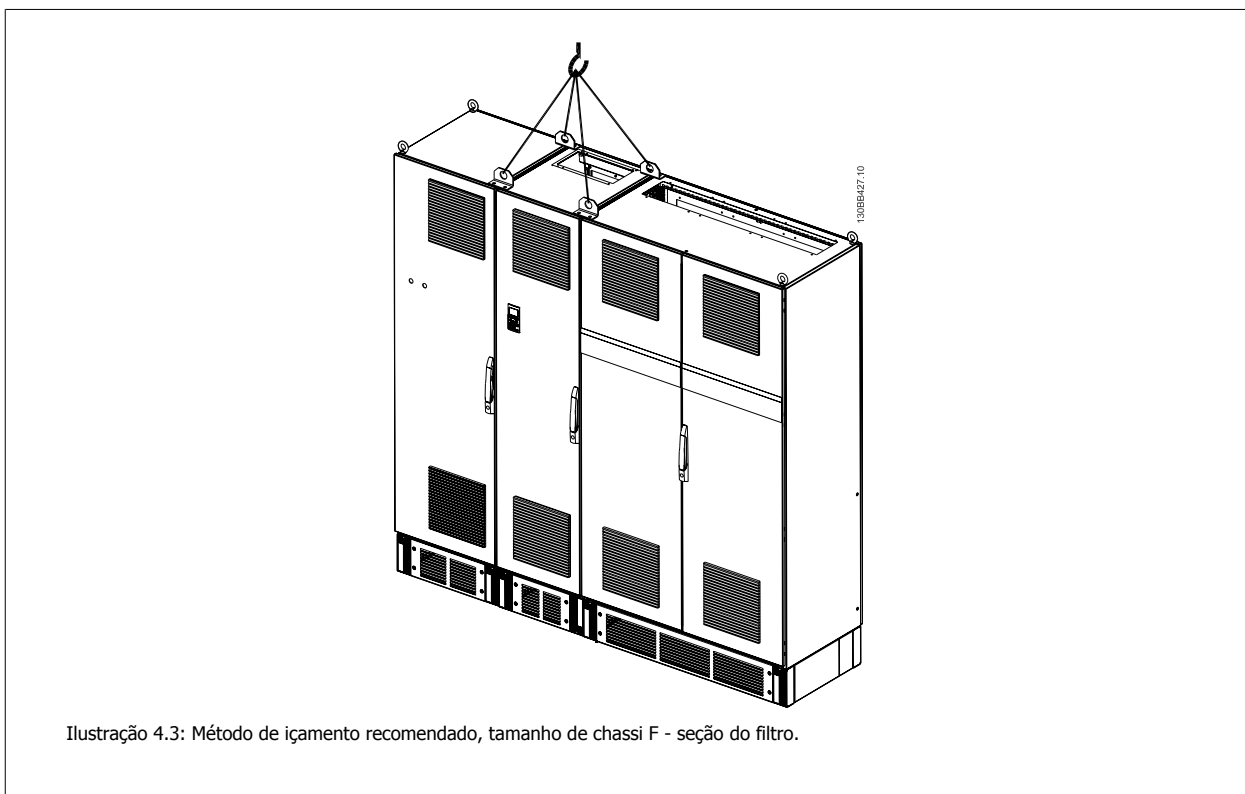 130BB427.10
Ilustração 4.3: Método de içamento recomendado, tamanho de chassi F - seção do filtro.